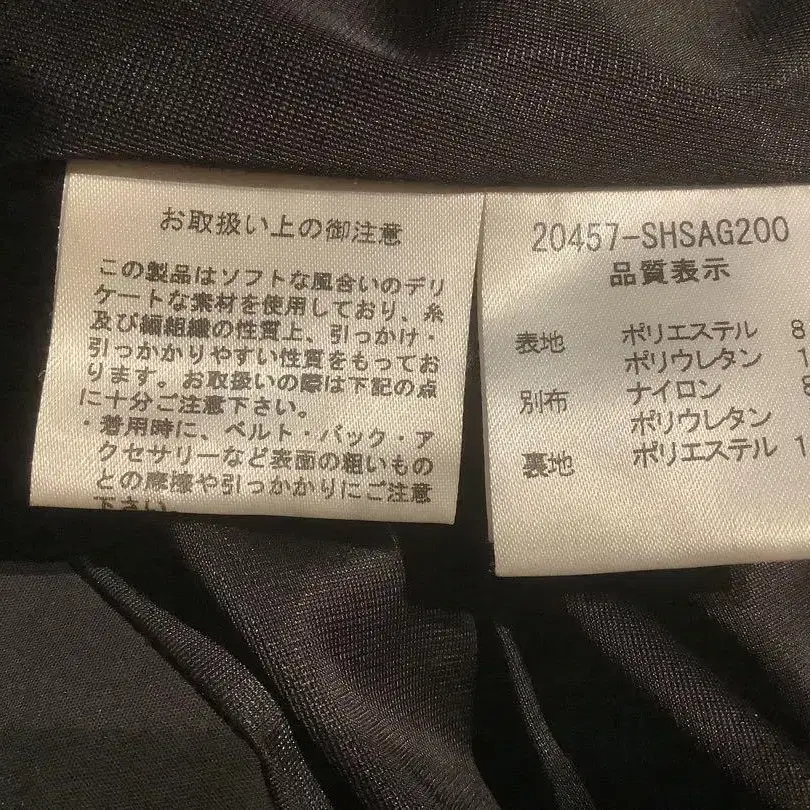 お取扱い上の御注意
この製品はソフトな風合いのデリ
ケートな素材を使用しており、糸
及び編組織の性質上、引っかけ・
引っかかりやすい性質をもってお
ります。お取扱いの際は下記の点
に十分ご注意下さい。
・着用時に、ベルト・バック・ア
クセサリーなど表面の粗いもの
との摩擦や引っかかりにご注意
下さい。
20457-SHSAG200
品質表示
表地 ポリエステル 8
ポリウレタン 1
別布 ナイロン 8
ポリウレタン
裏地 ポリエステル 1